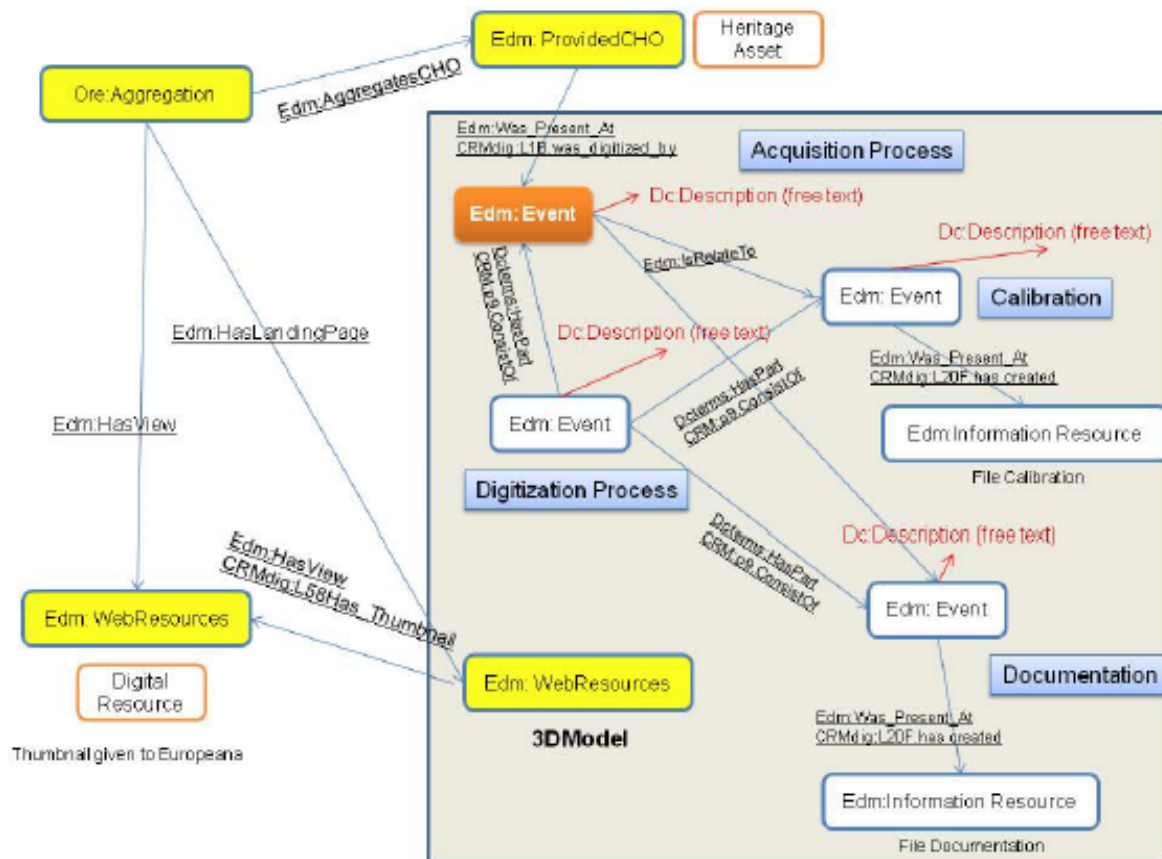 Edm: ProvidedCHO
Heritage
Asset
Ore:Aggregation
Edm:AggregatesCHO
Edm:Was_Present_At
CRMdig:L1B.was_digitized_by
Acquisition Process
Edm: Event
Dc:Description (free text)
Dc:Description (free text)
Edm:IsRelateTo
Edm: Event
Calibration
Dcterms:HasPart
CRM:p9.ConsistOf
Edm:HasLandingPage
Dc:Description (free text)
Edm:Was_Present_At
CRMdig:L20F.has created
Dcterms:HasPart
CRM:p9.ConsistOf
Edm:HasView
Edm: Event
Edm:Information Resource
File Calibration
Digitization Process
Dc:Description (free text)
Dcterms:HasPart
CRM:p9.ConsistOf
Edm:HasView
CRMdig:L58Has_Thumbnail
Edm: WebResources
Edm: Event
Digital
Resource
Edm: WebResources
Documentation
Thumbnail given to Europeana
3DModel
Edm:Was_Present_At
CRMdig:L20F.has created
Edm:Information Resource
File Documentation